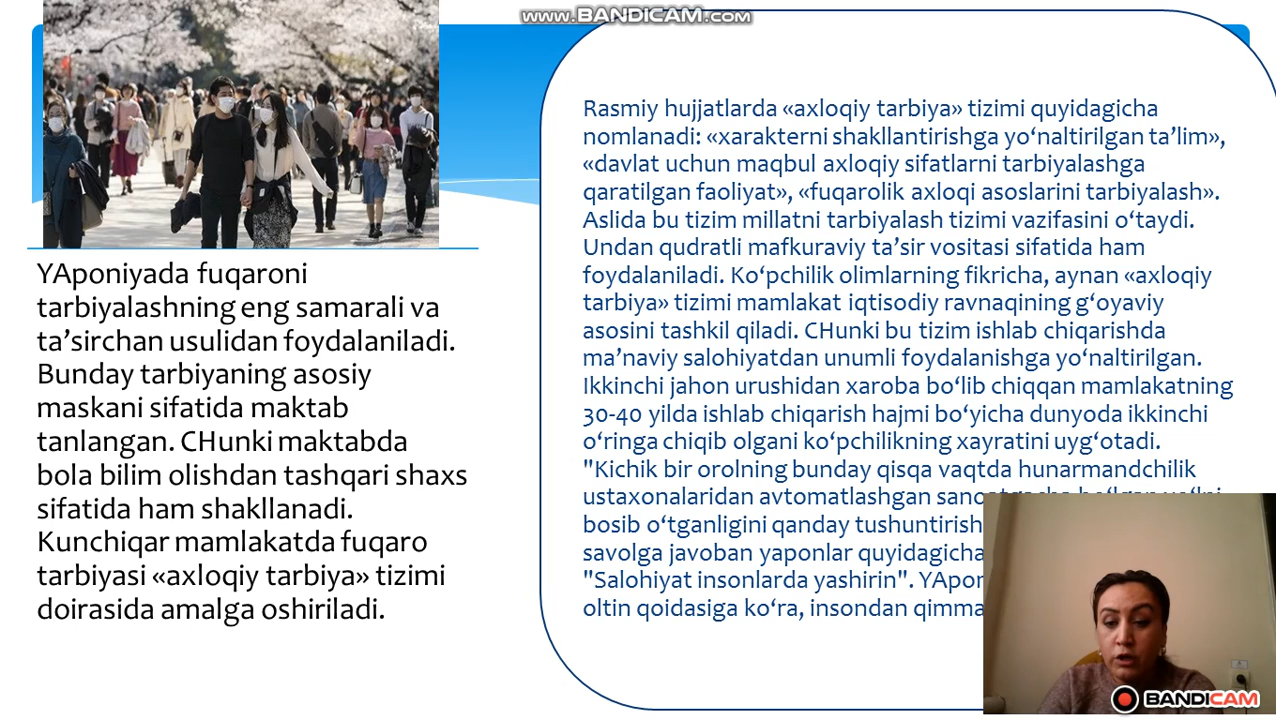 www.BANDICAM.com
YAponiyada fuqaroni
tarbiyalashning eng samarali va
ta’sirchan usulidan foydalaniladi.
Bunday tarbiyaning asosiy
maskani sifatida maktab
tanlangan. CHunki maktabda
bola bilim olishdan tashqari shaxs
sifatida ham shakllanadi.
Kunchiqar mamlakatda fuqaro
tarbiyasi «axloqiy tarbiya» tizimi
doirasida amalga oshiriladi.
Rasmiy hujjatlarda «axloqiy tarbiya» tizimi quyidagicha
nomlanadi: «xarakterni shakllantirishga yo‘naltirilgan ta’lim»,
«davlat uchun maqbul axloqiy sifatlarni tarbiyalashga
qaratilgan faoliyat», «fuqarolik axloqi asoslarini tarbiyalash».
Aslida bu tizim millatni tarbiyalash tizimi vazifasini o‘taydi.
Undan qudratli mafkuraviy ta’sir vositasi sifatida ham
foydalaniladi. Ko‘pchilik olimlarning fikricha, aynan «axloqiy
tarbiya» tizimi mamlakat iqtisodiy ravnaqining g‘oyaviy
asosini tashkil qiladi. CHunki bu tizim ishlab chiqarishda
ma’naviy salohiyatdan unumli foydalanishga yo‘naltirilgan.
Ikkinchi jahon urushidan xaroba bo‘lib chiqqan mamlakatning
30-40 yilda ishlab chiqarish hajmi bo‘yicha dunyoda ikkinchi
o‘ringa chiqib olgani ko‘pchilikning xayratini uyg‘otadi.
"Kichik bir orolning bunday qisqa vaqtda hunarmandchilik
ustaxonalaridan avtomatlashgan
bosib o‘tganligini qanday
savolga javoban yaponlar quyidagicha
"Salohiyat insonlarda yashirin".
oltin qoidasiga ko‘ra, insondan
BANDICAM